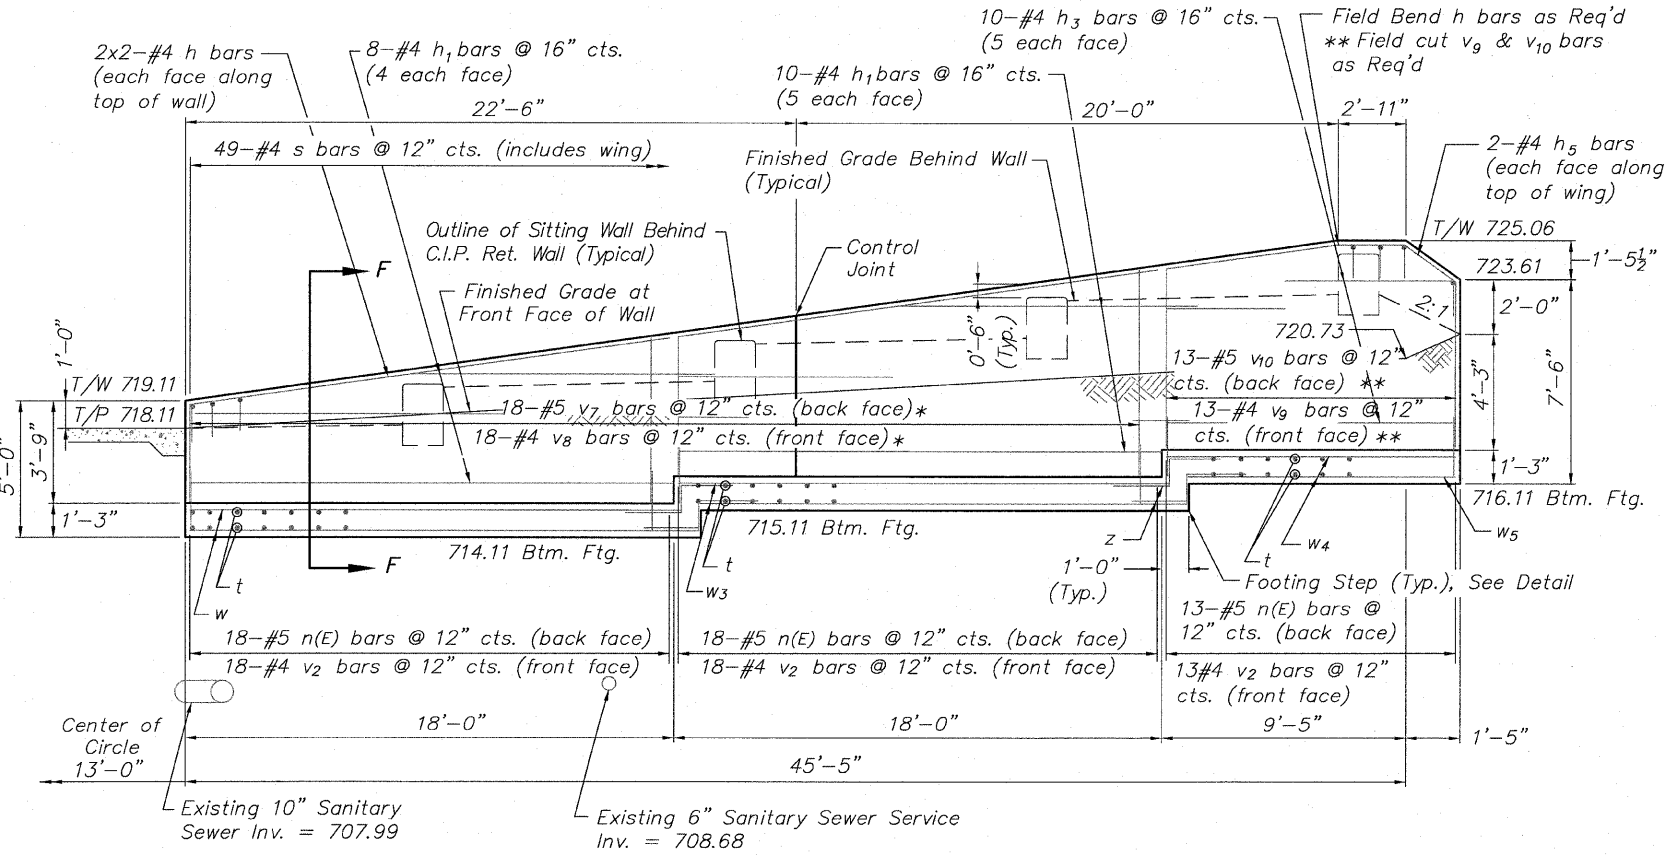 10-#4 h3 bars @ 16" cts.
(5 each face)
Field Bend h bars as Req'd
** Field cut v9 & v10 bars
as Req'd
2x2-#4 h bars
(each face along
top of wall)
8-#4 h1 bars @ 16" cts.
(4 each face)
10-#4 h1 bars @ 16" cts.
(5 each face)
22'-6"
20'-0"
2'-11"
49-#4 s bars @ 12" cts. (includes wing)
Finished Grade Behind Wall
(Typical)
2-#4 h5 bars
(each face along
top of wing)
Outline of Sitting Wall Behind
C.I.P. Ret. Wall (Typical)
Control
Joint
T/W 725.06
1'-5½"
723.61
F
Finished Grade at
Front Face of Wall
2:1
2'-0"
0'-6"
(Typ.)
720.73
1'-0"
T/W 719.11
T/P 718.11
13-#5 v10 bars @ 12"
cts. (back face) **
18-#5 v7 bars @ 12" cts. (back face)*
13-#4 v9 bars @ 12"
cts. (front face) **
18-#4 v8 bars @ 12" cts. (front face)*
4'-3"
7'-6"
5'-0"
3'-9"
1'-3"
1'-3"
716.11 Btm. Ftg.
715.11 Btm. Ftg.
714.11 Btm. Ftg.
z
w4
w5
t
t
t
w3
w
F
1'-0"
(Typ.)
Footing Step (Typ.), See Detail
18-#5 n(E) bars @ 12" cts. (back face)
18-#4 v2 bars @ 12" cts. (front face)
18-#5 n(E) bars @ 12" cts. (back face)
18-#4 v2 bars @ 12" cts. (front face)
13-#5 n(E) bars @
12" cts. (back face)
13#4 v2 bars @ 12"
cts. (front face)
Center of
Circle
13'-0"
18'-0"
18'-0"
9'-5"
1'-5"
45'-5"
Existing 10" Sanitary
Sewer Inv. = 707.99
Existing 6" Sanitary Sewer Service
Inv. = 708.68